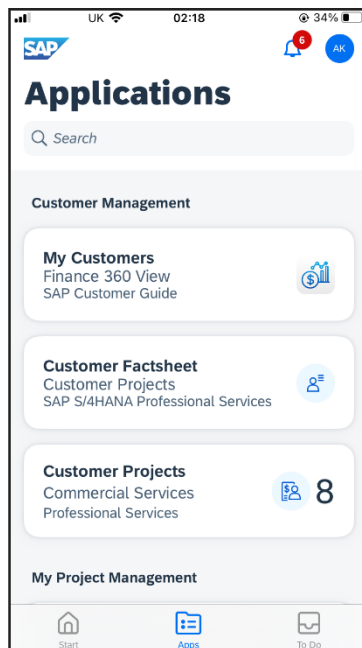 UK 02:18 34%
SAP 6 AK
Applications
Search
Customer Management
My Customers
Finance 360 View
SAP Customer Guide
Customer Factsheet
Customer Projects
SAP S/4HANA Professional Services
Customer Projects
Commercial Services
Professional Services
8
My Project Management
Start Apps To Do